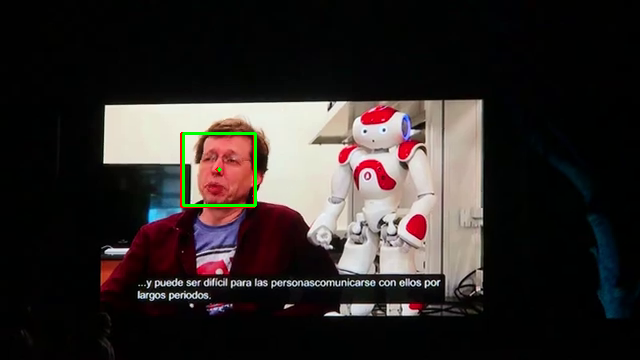 ...y puede ser difícil para las personascomunicarse con ellos por
largos periodos.